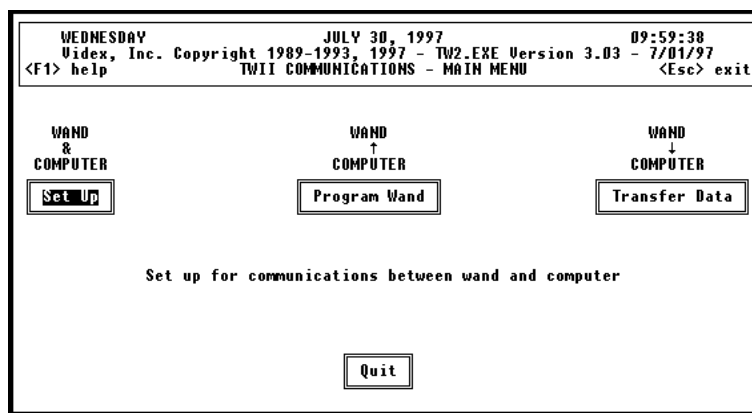 WEDNESDAY JULY 30, 1997 09:59:38
Videx, Inc. Copyright 1989-1993, 1997 - TW2.EXE Version 3.03 - 7/01/97
<F1> help TWII COMMUNICATIONS - MAIN MENU <Esc> exit
WAND WAND WAND
& ↑ ↓
COMPUTER COMPUTER COMPUTER
Set Up Program Wand Transfer Data
Set up for communications between wand and computer
Quit